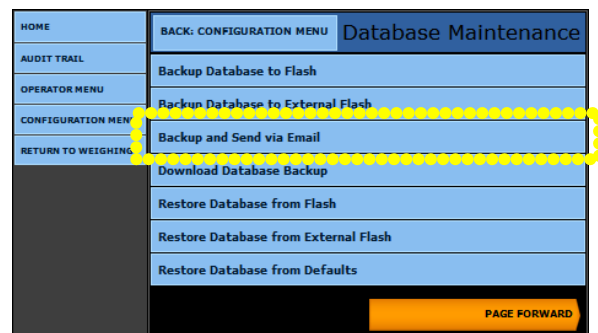 HOME
AUDIT TRAIL
OPERATOR MENU
CONFIGURATION MENU
RETURN TO WEIGHING
BACK: CONFIGURATION MENU
Database Maintenance
Backup Database to Flash
Backup Database to External Flash
Backup and Send via Email
Download Database Backup
Restore Database from Flash
Restore Database from External Flash
Restore Database from Defaults
PAGE FORWARD